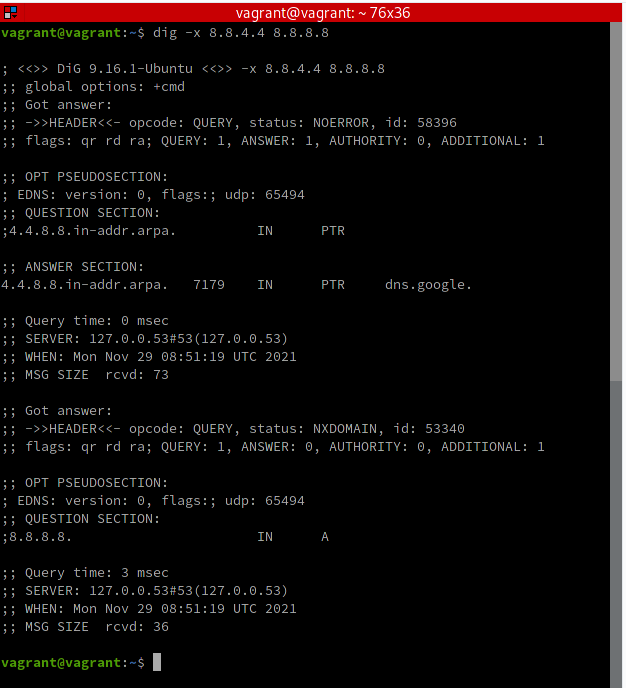 vagrant@vagrant: ~ 76x36
vagrant@vagrant:~$ dig -x 8.8.4.4 8.8.8.8
; <<>> DiG 9.16.1-Ubuntu <<>> -x 8.8.4.4 8.8.8.8
;; global options: +cmd
;; Got answer:
;; ->>HEADER<<- opcode: QUERY, status: NOERROR, id: 58396
;; flags: qr rd ra; QUERY: 1, ANSWER: 1, AUTHORITY: 0, ADDITIONAL: 1
;; OPT PSEUDOSECTION:
; EDNS: version: 0, flags:; udp: 65494
;; QUESTION SECTION:
;4.4.8.8.in-addr.arpa. IN PTR
;; ANSWER SECTION:
4.4.8.8.in-addr.arpa. 7179 IN PTR dns.google.
;; Query time: 0 msec
;; SERVER: 127.0.0.53#53(127.0.0.53)
;; WHEN: Mon Nov 29 08:51:19 UTC 2021
;; MSG SIZE rcvd: 73
;; Got answer:
;; ->>HEADER<<- opcode: QUERY, status: NXDOMAIN, id: 53340
;; flags: qr rd ra; QUERY: 1, ANSWER: 0, AUTHORITY: 0, ADDITIONAL: 1
;; OPT PSEUDOSECTION:
; EDNS: version: 0, flags:; udp: 65494
;; QUESTION SECTION:
;8.8.8.8. IN A
;; Query time: 3 msec
;; SERVER: 127.0.0.53#53(127.0.0.53)
;; WHEN: Mon Nov 29 08:51:19 UTC 2021
;; MSG SIZE rcvd: 36
vagrant@vagrant:~$